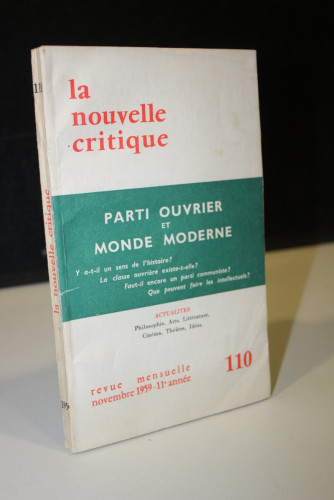 la
nouvelle
critique
PARTI OUVRIER
ET
MONDE MODERNE
Y a-t-il un sens de l'histoire?
La classe ouvrière existe-t-elle?
Faut-il encore un parti communiste?
Que peuvent faire les intellectuels?
ACTUALITES
Philosophie, Arts, Littérature,
Cinéma, Théâtre, Idées.
revue mensuelle
novembre 1959 - 11e année
110
la nouvelle critique